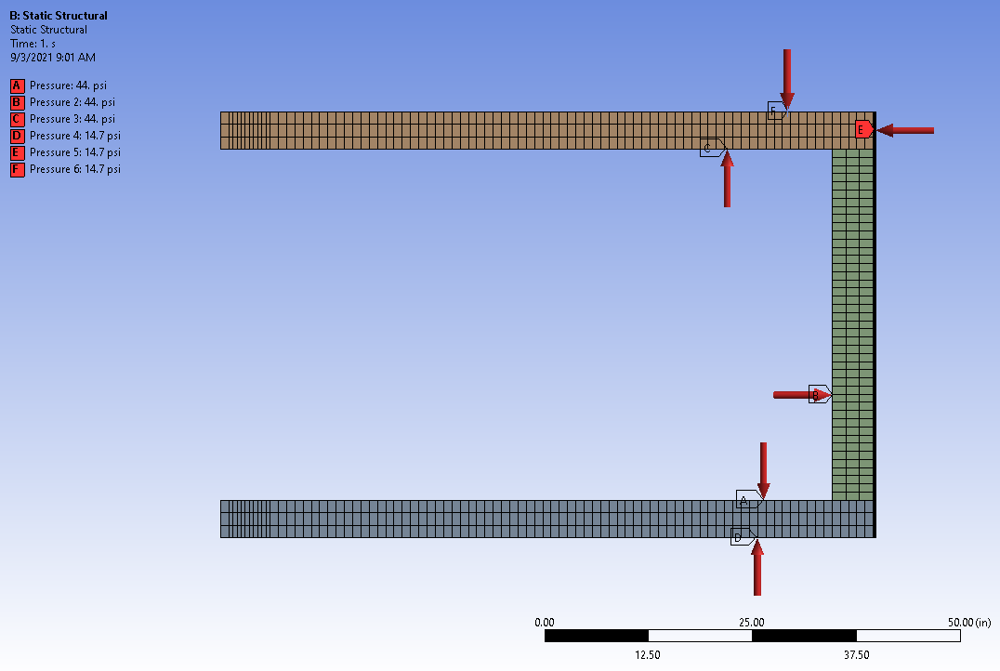 B: Static Structural
Static Structural
Time: 1. s
9/3/2021 9:01 AM
A Pressure: 44. psi
B Pressure 2: 44. psi
C Pressure 3: 44. psi
D Pressure 4: 14.7 psi
E Pressure 5: 14.7 psi
F Pressure 6: 14.7 psi
F
E
C
B
A
D
0.00 25.00 50.00 (in)
12.50 37.50